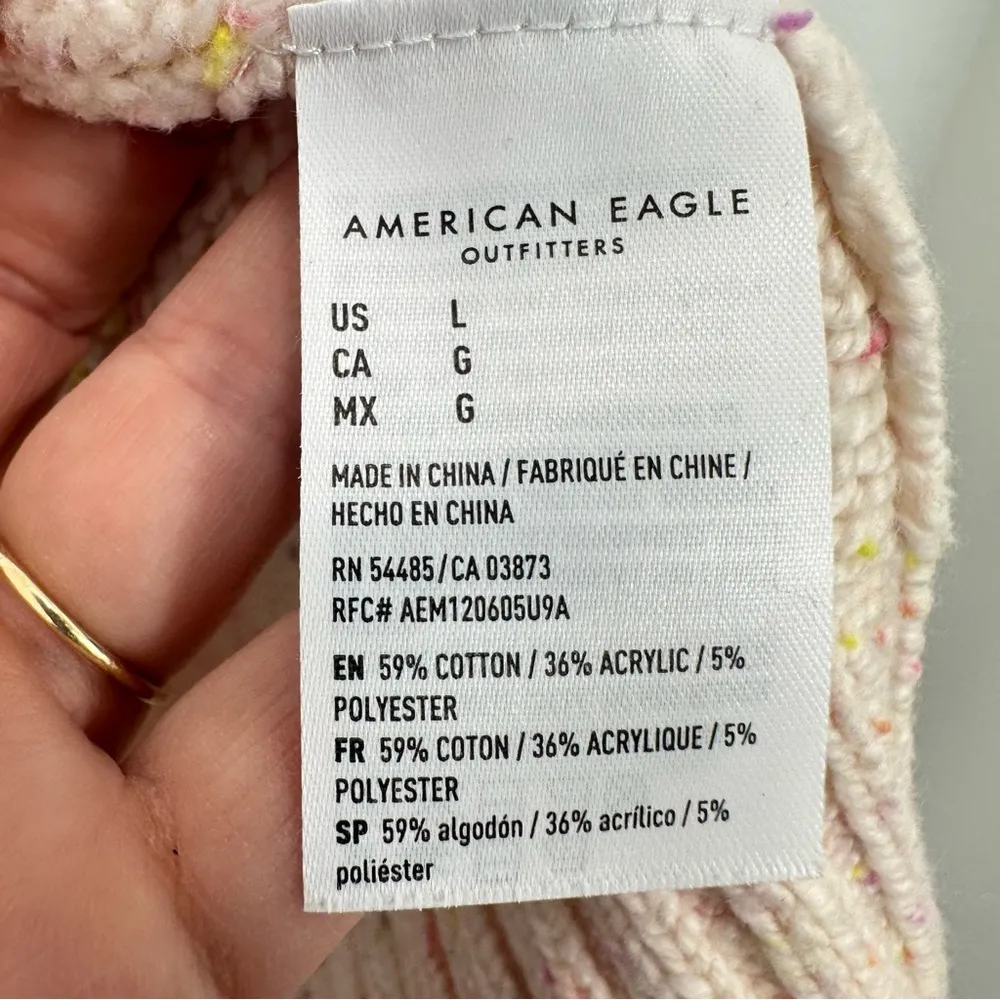 AMERICAN EAGLE
OUTFITTERS
US L
CA G
MX G
MADE IN CHINA / FABRIQUÉ EN CHINE /
HECHO EN CHINA
RN 54485/CA 03873
RFC# AEM120605U9A
EN 59% COTTON / 36% ACRYLIC / 5%
POLYESTER
FR 59% COTON / 36% ACRYLIQUE / 5%
POLYESTER
SP 59% algodón / 36% acrílico / 5%
poliéster